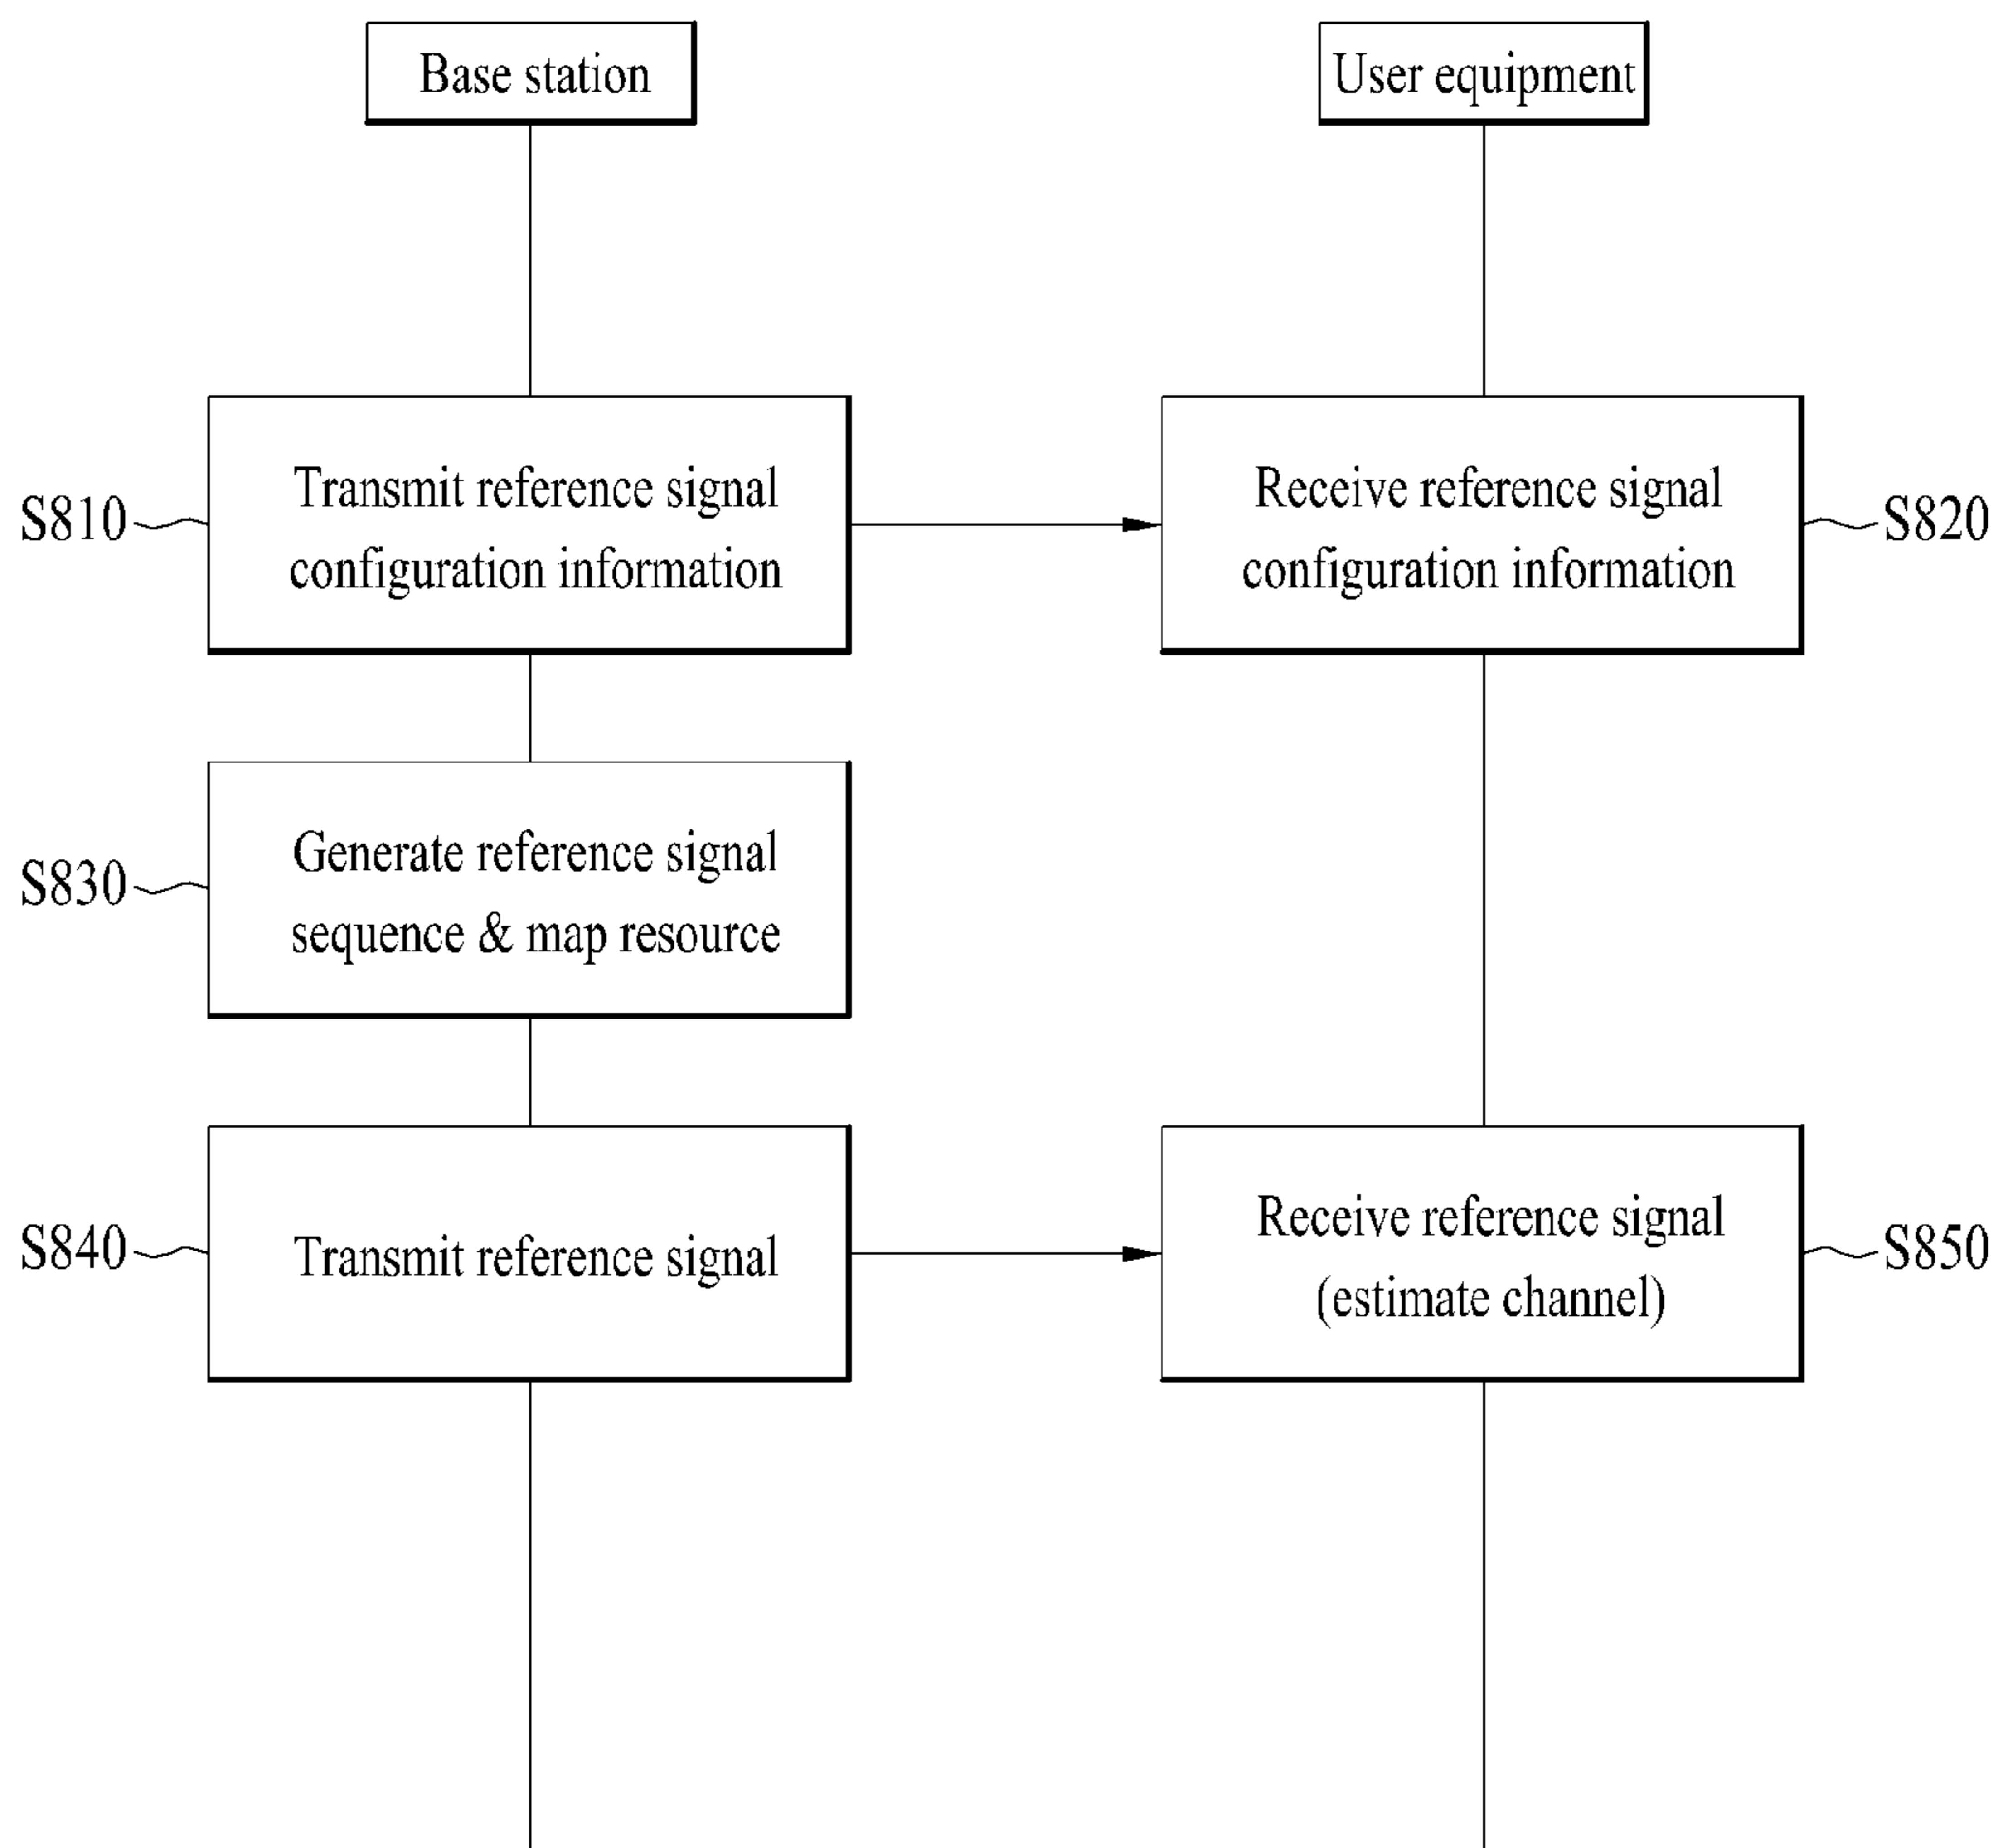 Base station
User equipment
S810
Transmit reference signal
configuration information
Receive reference signal
configuration information
S820
S830
Generate reference signal
sequence & map resource
S840
Transmit reference signal
Receive reference signal
(estimate channel)
S850